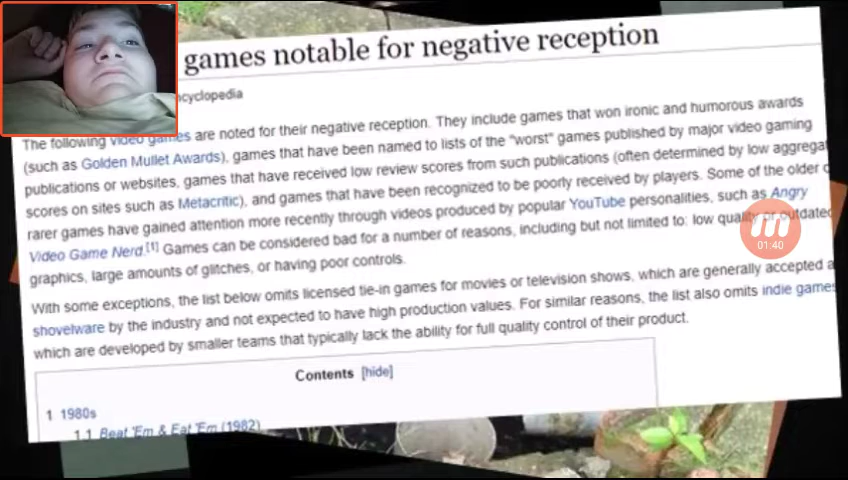 games notable for negative reception
cyclopedia
The following video games are noted for their negative reception. They include games that won ironic and humorous awards
(such as Golden Mullet Awards), games that have been named to lists of the "worst" games published by major video gaming
publications or websites, games that have received low review scores from such publications (often determined by low aggregat
scores on sites such as Metacritic), and games that have been recognized to be poorly received by players. Some of the older o
rarer games have gained attention more recently through videos produced by popular YouTube personalities, such as Angry
Video Game Nerd.[1] Games can be considered bad for a number of reasons, including but not limited to: low quality or outdated
graphics, large amounts of glitches, or having poor controls.
01:40
With some exceptions, the list below omits licensed tie-in games for movies or television shows, which are generally accepted a
shovelware by the industry and not expected to have high production values. For similar reasons, the list also omits indie games
which are developed by smaller teams that typically lack the ability for full quality control of their product.
Contents [hide]
1 1980s
1.1 Beat 'Em & Eat 'Em (1982)